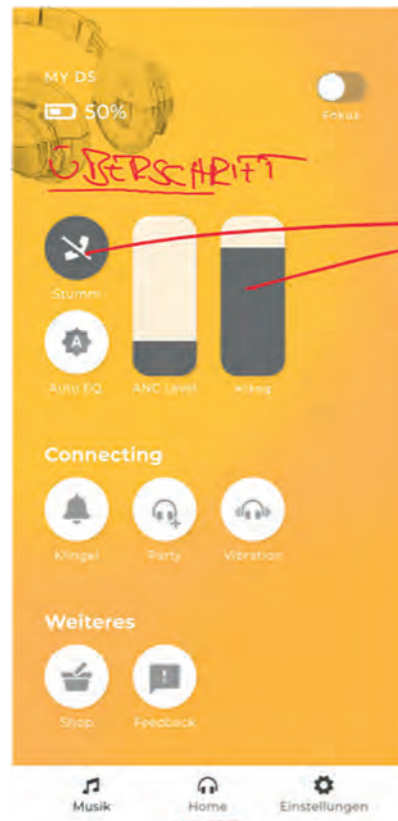 MY DS
50%
Fokus
ÜBERSCHRIFT
Stumm
A
Auto EQ
ANC Level
Alltag
Connecting
Klingel
Party
Vibration
Weiteres
Shop
Feedback
Musik
Home
Einstellungen